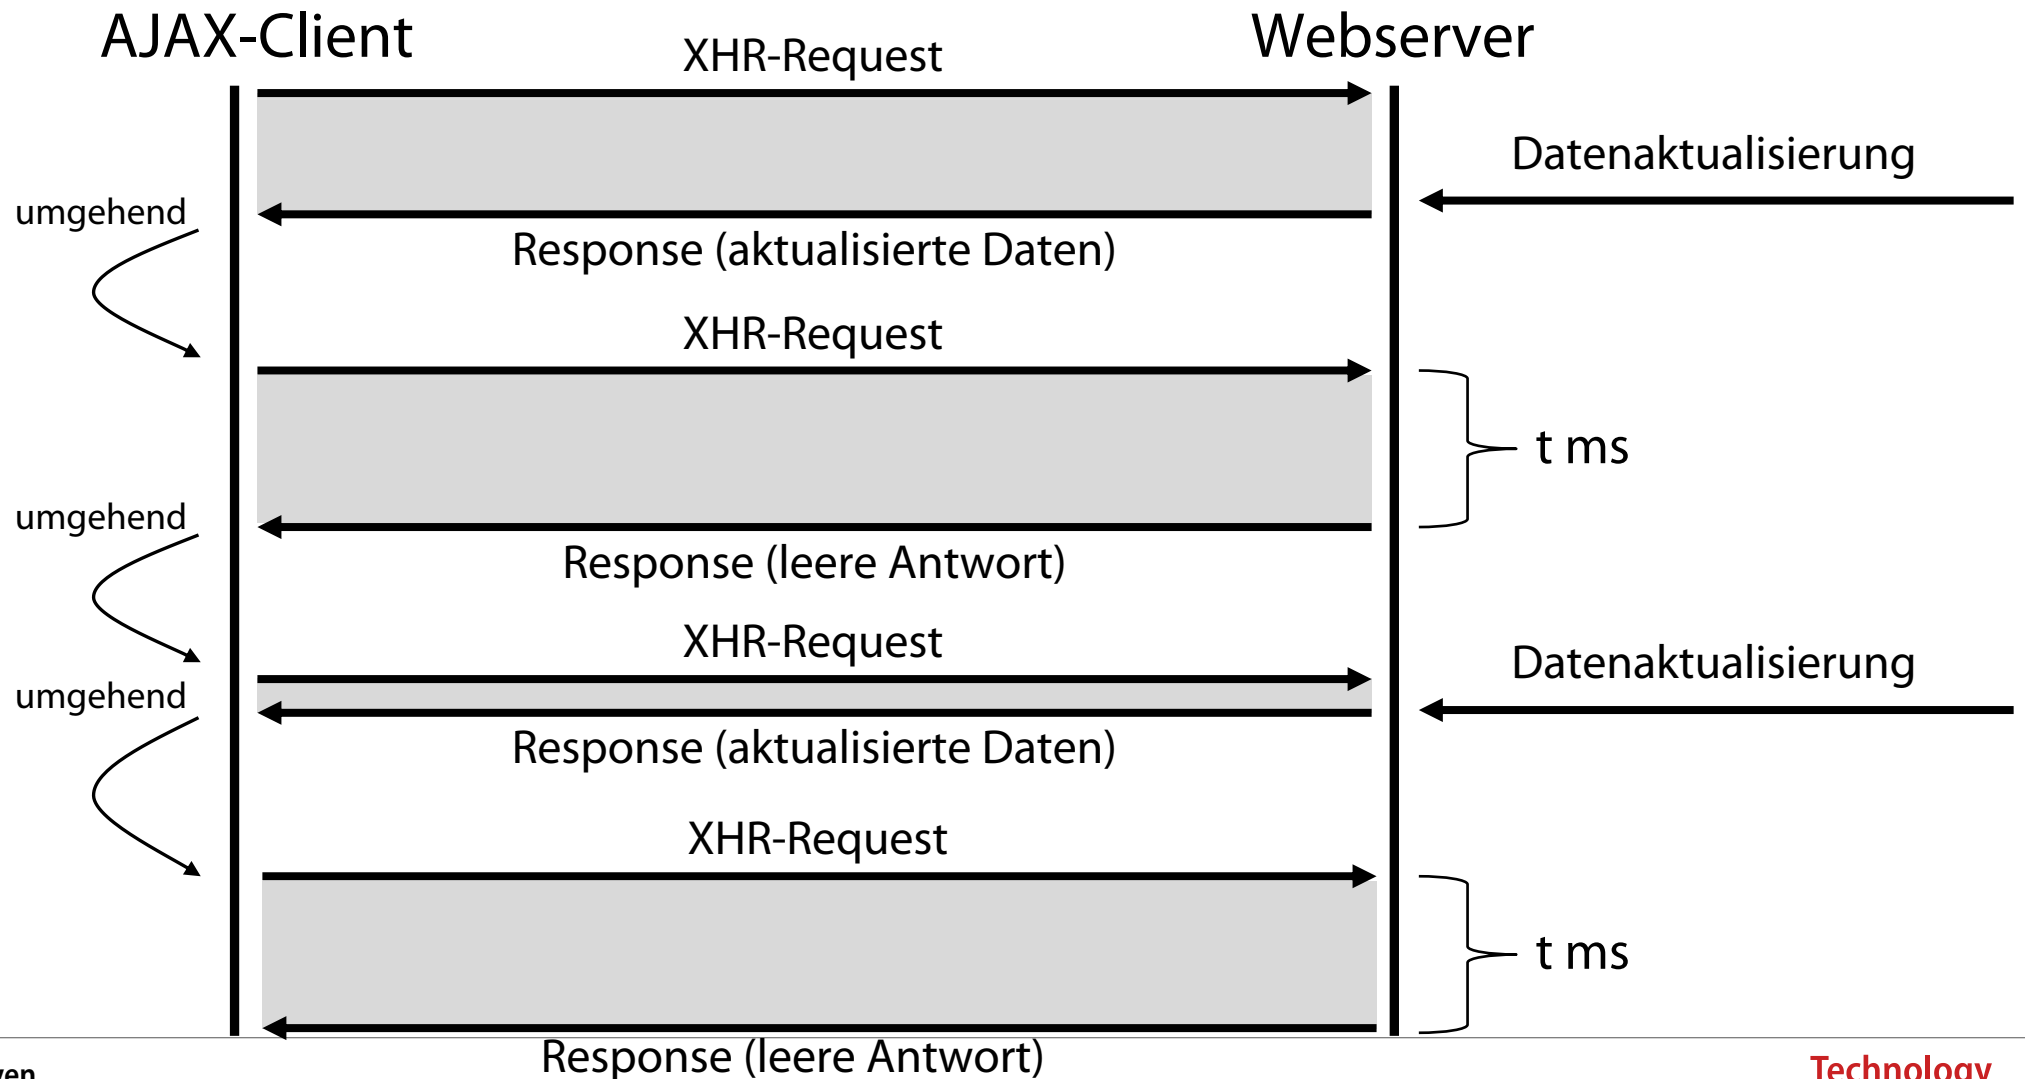 AJAX-Client
Webserver
XHR-Request
Datenaktualisierung
umgehend
Response (aktualisierte Daten)
XHR-Request
t ms
umgehend
Response (leere Antwort)
XHR-Request
Datenaktualisierung
umgehend
Response (aktualisierte Daten)
XHR-Request
t ms
Response (leere Antwort)
Technology